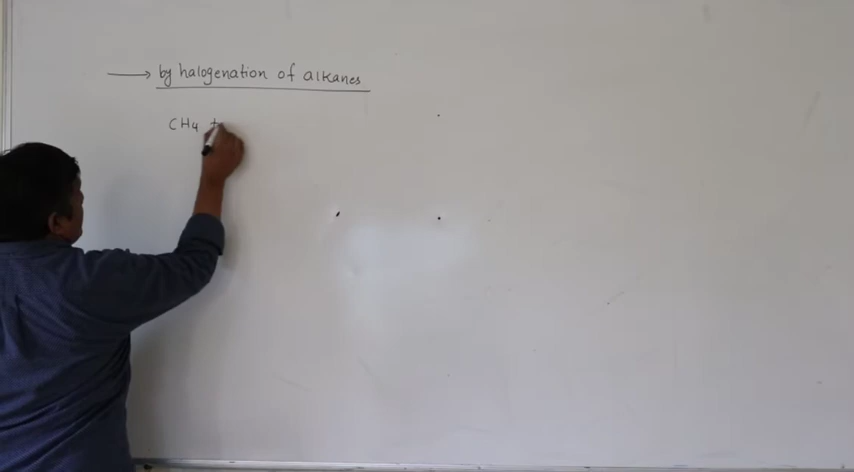 → by halogenation of alkanes
CH4 +